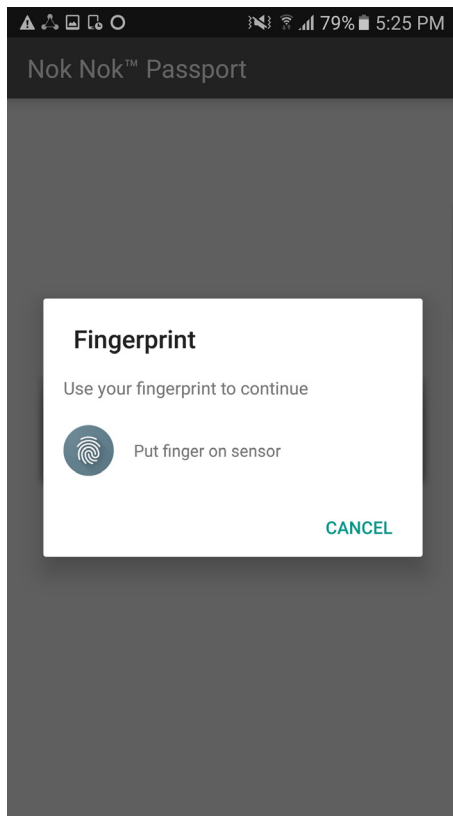 79% 5:25 PM
Nok Nok™ Passport
Fingerprint
Use your fingerprint to continue
Put finger on sensor
CANCEL